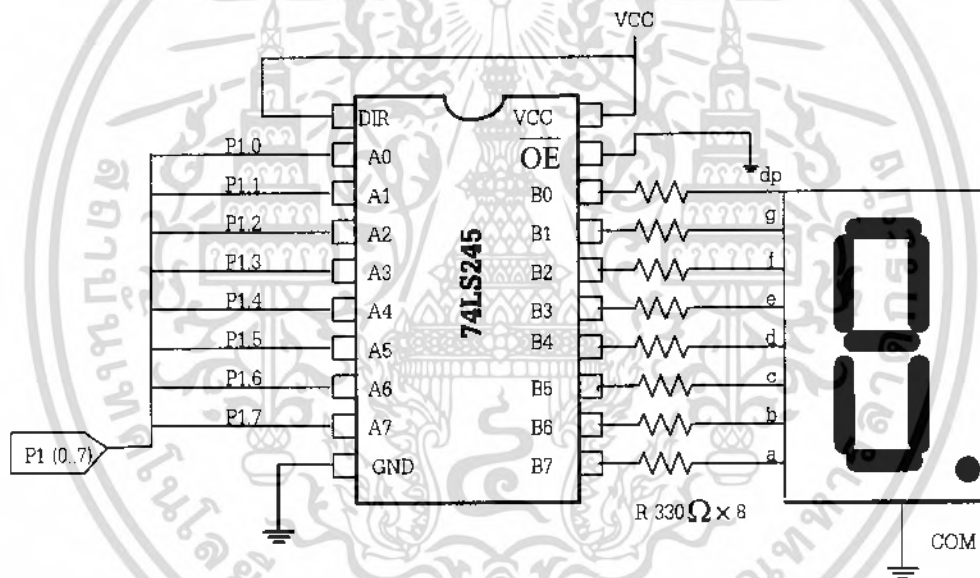 VCC
DIR
VCC
P1.0
A0
OE
dp
P1.1
A1
B0
g
P1.2
A2
B1
f
P1.3
A3
B2
e
P1.4
A4
B3
d
P1.5
A5
B4
c
P1.6
A6
B5
b
P1.7
A7
B6
a
P1 (0..7)
GND
B7
74LS245
R 330 Ω × 8
COM